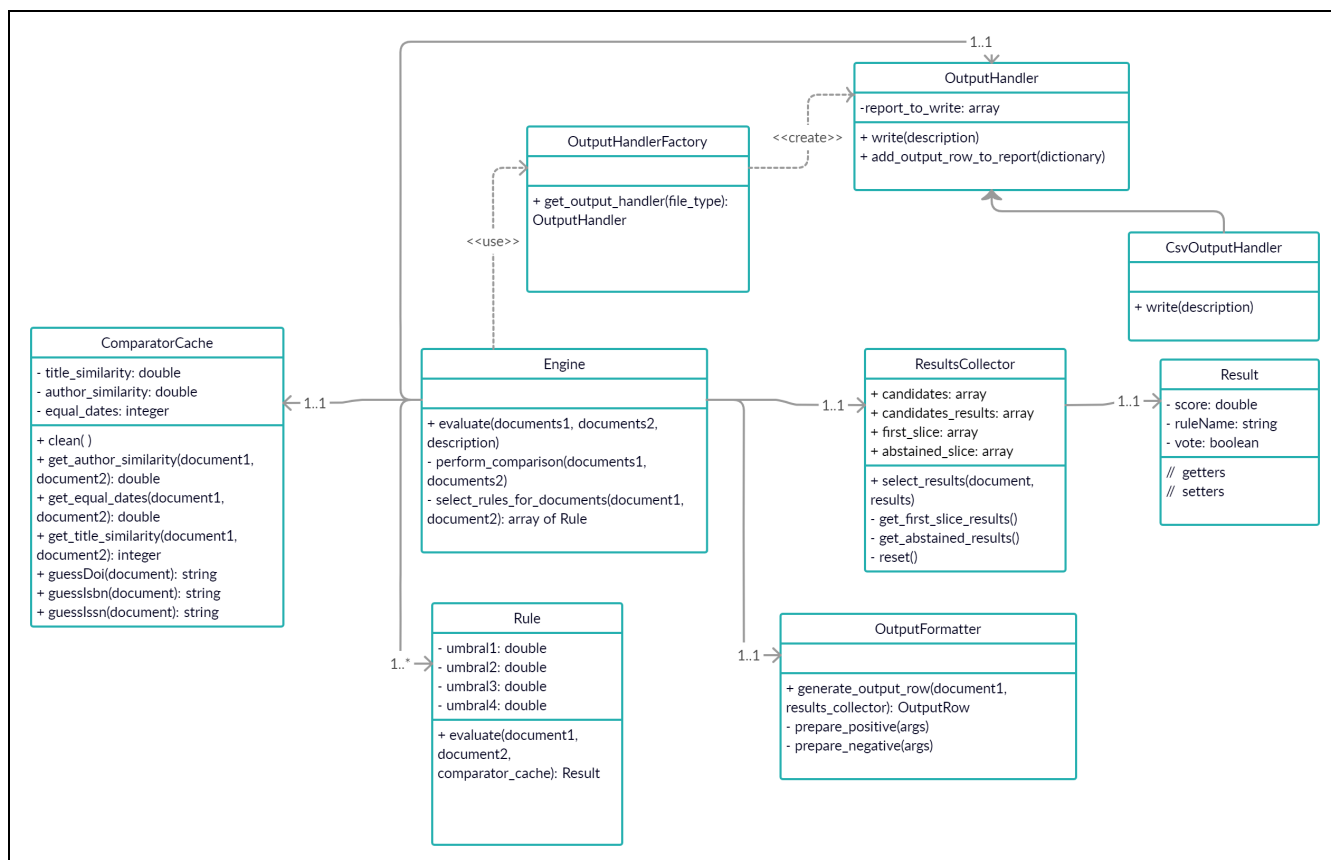 1..1
OutputHandler
-report_to_write: array
+ write(description)
+ add_output_row_to_report(dictionary)
<<create>>
OutputHandlerFactory
+ get_output_handler(file_type):
OutputHandler
<<use>>
CsvOutputHandler
+ write(description)
ComparatorCache
- title_similarity: double
- author_similarity: double
- equal_dates: integer
+ clean( )
+ get_author_similarity(document1,
document2): double
+ get_equal_dates(document1,
document2): double
+ get_title_similarity(document1,
document2): integer
+ guessDoi(document): string
+ guessIsbn(document): string
+ guessIssn(document): string
1..1
Engine
+ evaluate(documents1, documents2,
description)
- perform_comparison(documents1,
documents2)
- select_rules_for_documents(document1,
document2): array of Rule
1..1
ResultsCollector
+ candidates: array
+ candidates_results: array
+ first_slice: array
+ abstained_slice: array
+ select_results(document,
results)
- get_first_slice_results()
- get_abstained_results()
- reset()
1..1
Result
- score: double
- ruleName: string
- vote: boolean
// getters
// setters
1..*
Rule
- umbral1: double
- umbral2: double
- umbral3: double
- umbral4: double
+ evaluate(document1,
document2,
comparator_cache): Result
1..1
OutputFormatter
+ generate_output_row(document1,
results_collector): OutputRow
- prepare_positive(args)
- prepare_negative(args)